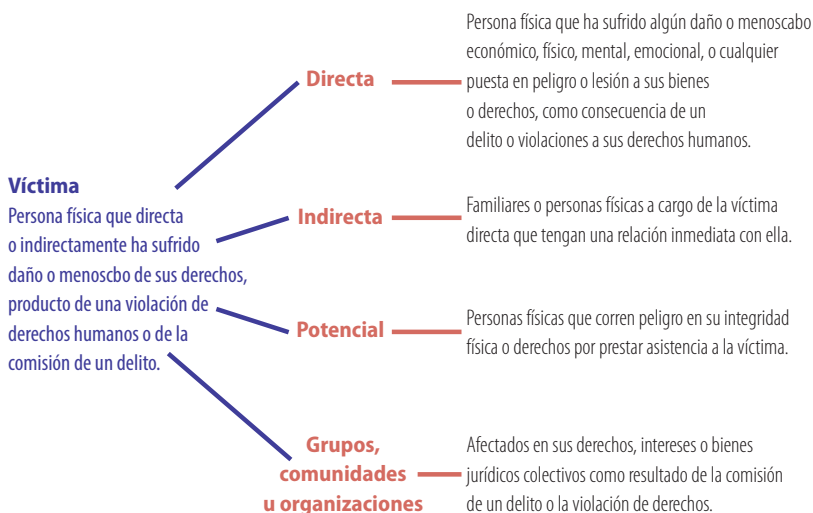 Víctima
Persona física que directa
o indirectamente ha sufrido
daño o menoscbo de sus derechos,
producto de una violación de
derechos humanos o de la
comisión de un delito.
Directa
Persona física que ha sufrido algún daño o menoscabo
económico, físico, mental, emocional, o cualquier
puesta en peligro o lesión a sus bienes
o derechos, como consecuencia de un
delito o violaciones a sus derechos humanos.
Indirecta
Familiares o personas físicas a cargo de la víctima
directa que tengan una relación inmediata con ella.
Potencial
Personas físicas que corren peligro en su integridad
física o derechos por prestar asistencia a la víctima.
Grupos,
comunidades
u organizaciones
Afectados en sus derechos, intereses o bienes
jurídicos colectivos como resultado de la comisión
de un delito o la violación de derechos.